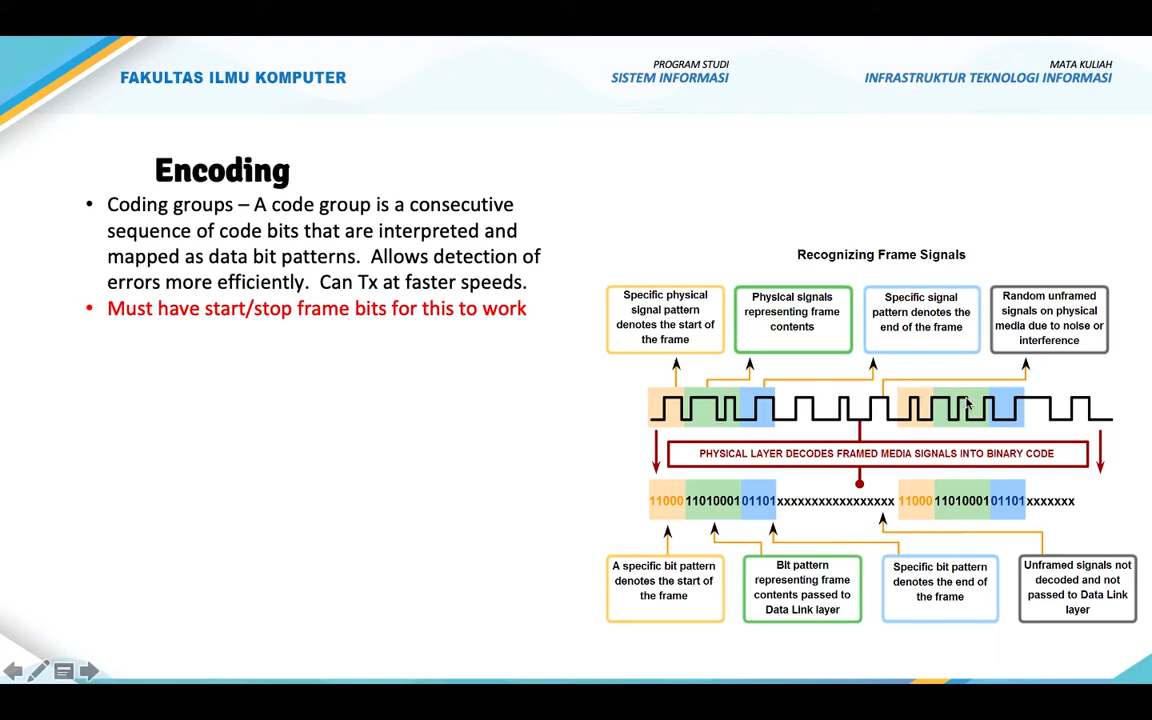 FAKULTAS ILMU KOMPUTER
PROGRAM STUDI
SISTEM INFORMASI
MATA KULIAH
INFRASTRUKTUR TEKNOLOGI INFORMASI
Encoding
• Coding groups – A code group is a consecutive
sequence of code bits that are interpreted and
mapped as data bit patterns.  Allows detection of
errors more efficiently.  Can Tx at faster speeds.
• Must have start/stop frame bits for this to work
Recognizing Frame Signals
Specific physical
signal pattern
denotes the start of
the frame
Physical signals
representing frame
contents
Specific signal
pattern denotes the
end of the frame
Random unframed
signals on physical
media due to noise or
interference
PHYSICAL LAYER DECODES FRAMED MEDIA SIGNALS INTO BINARY CODE
11000 11010001 01101xxxxxxxxxxxxxxxxx 11000 11010001 01101xxxxxxx
A specific bit pattern
denotes the start of
the frame
Bit pattern
representing frame
contents passed to
Data Link layer
Specific bit pattern
denotes the end of
the frame
Unframed signals not
decoded and not
passed to Data Link
layer